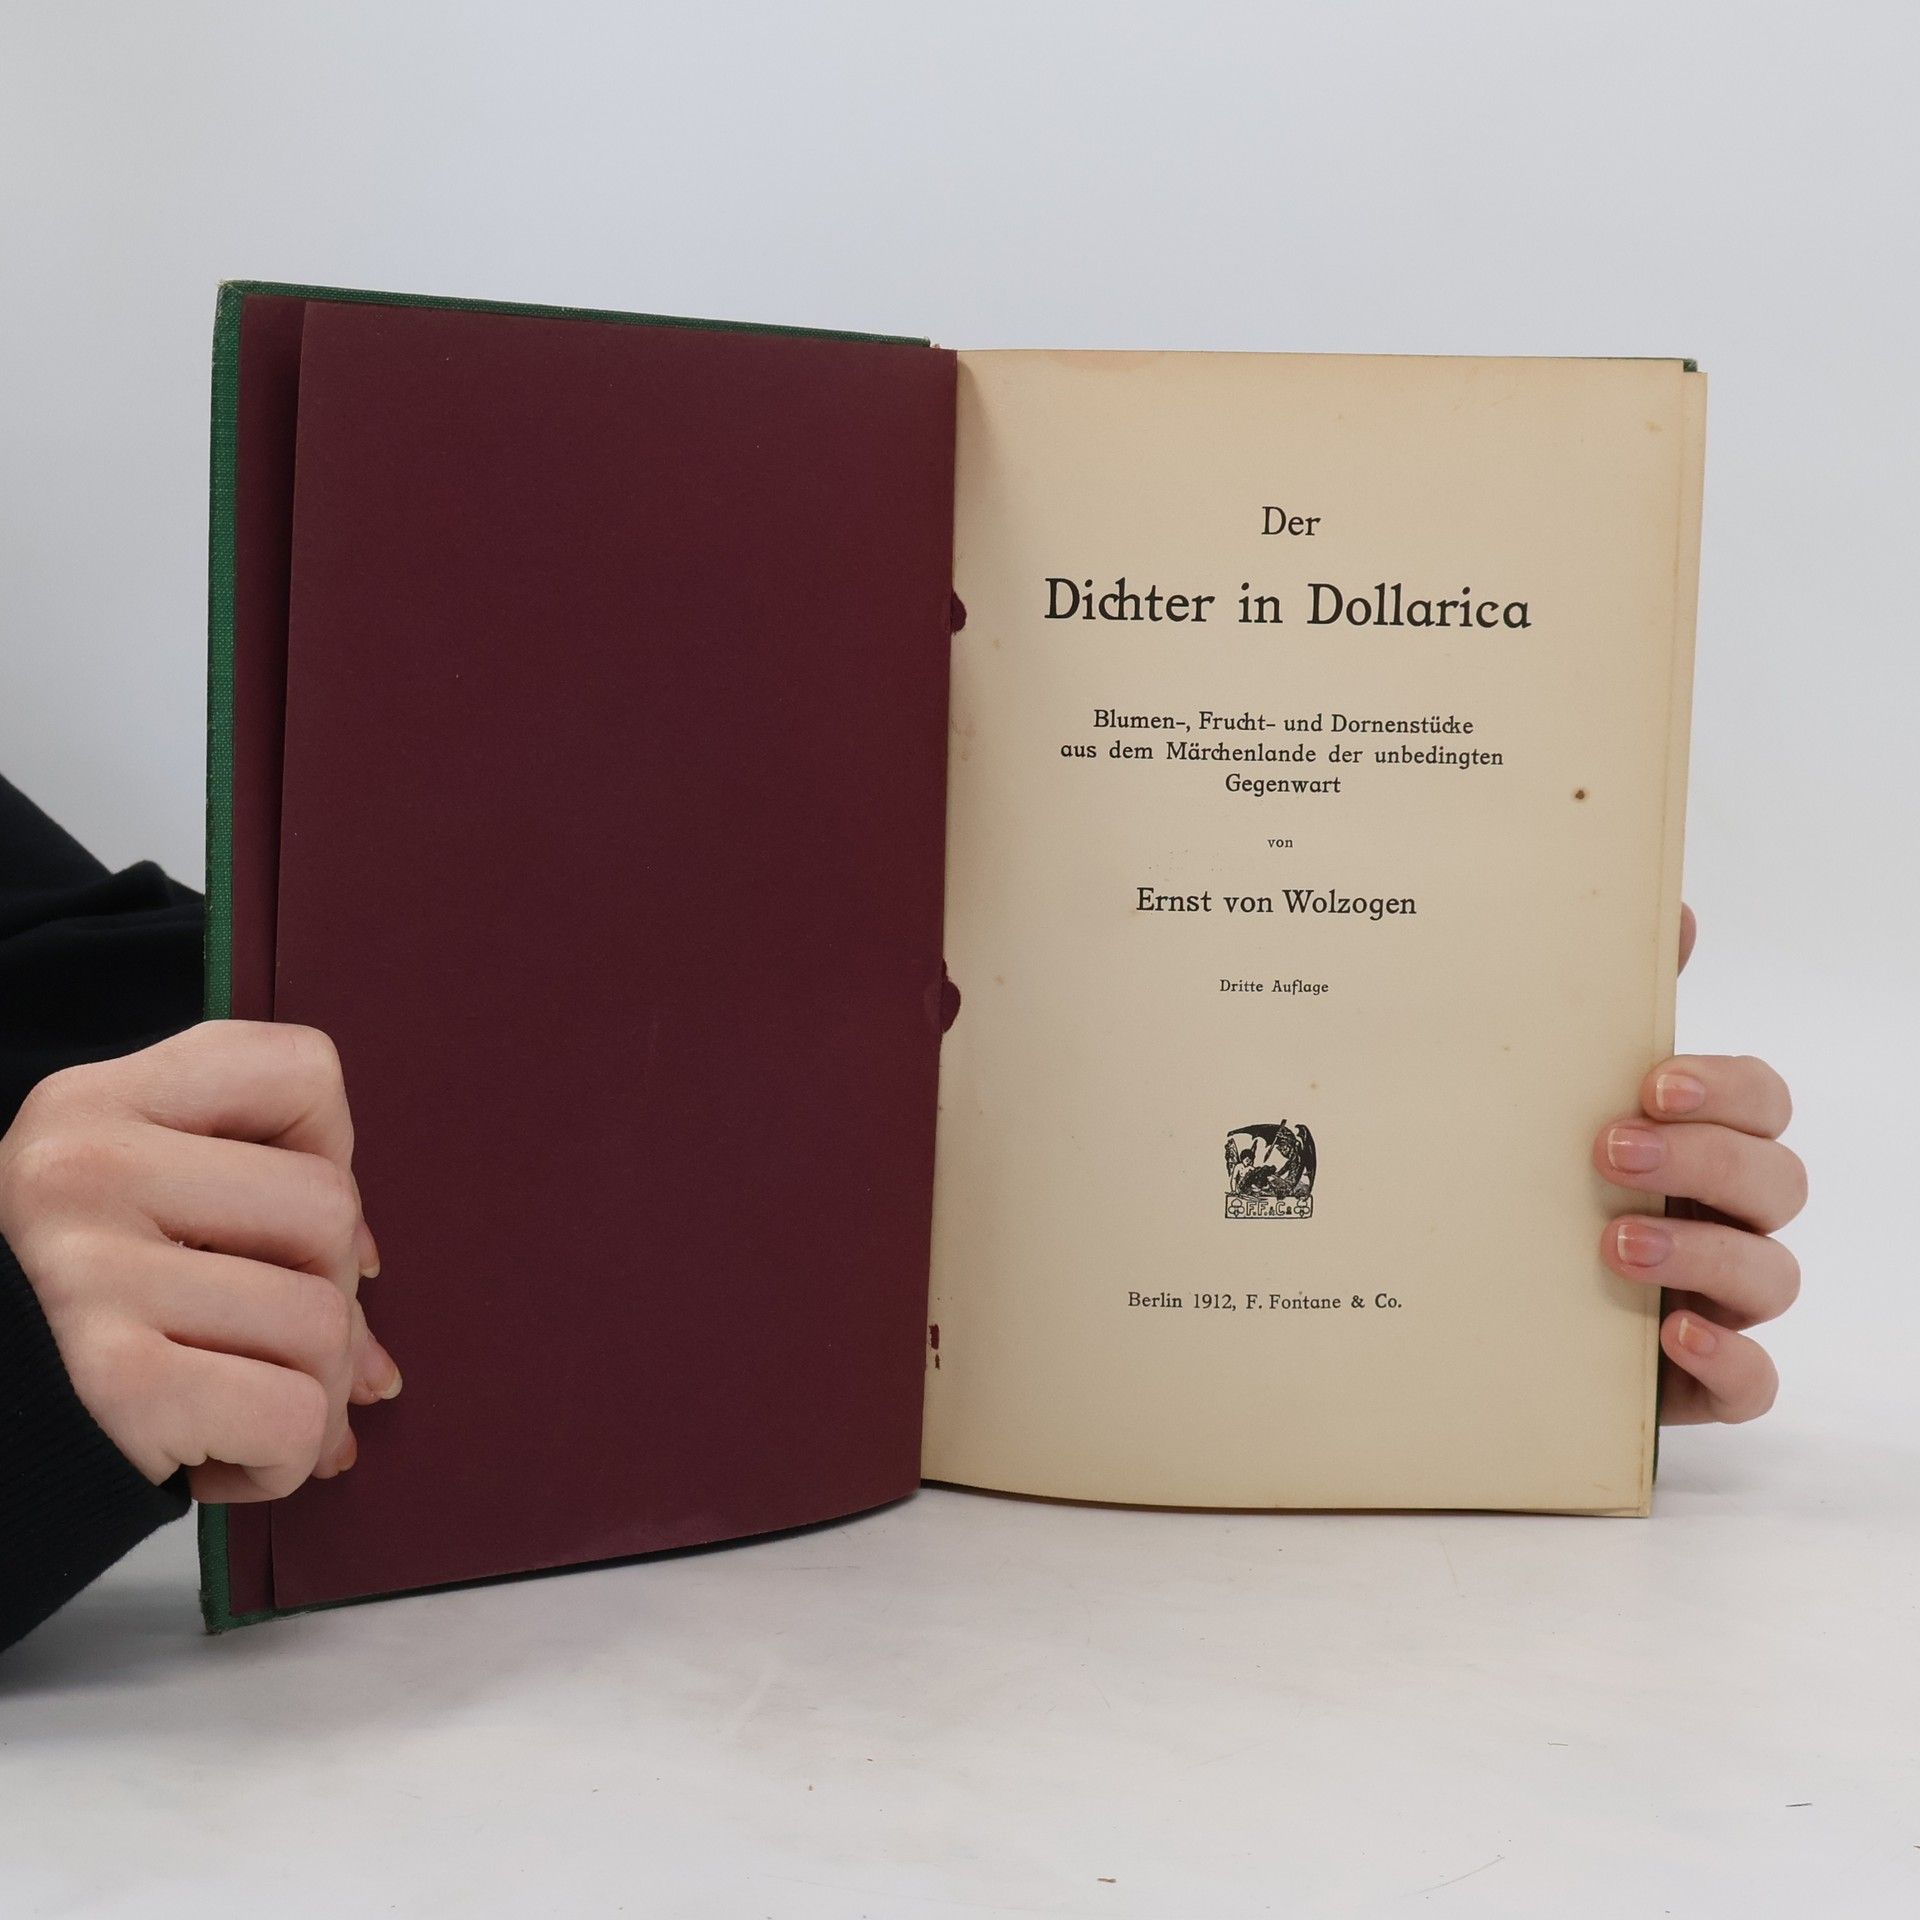 Der
Dichter in Dollarica
Blumen-, Frucht- und Dornenstücke
aus dem Märchenlande der unbedingten
Gegenwart
von
Ernst von Wolzogen
Dritte Auflage
F. F. & Co
Berlin 1912, F. Fontane & Co.